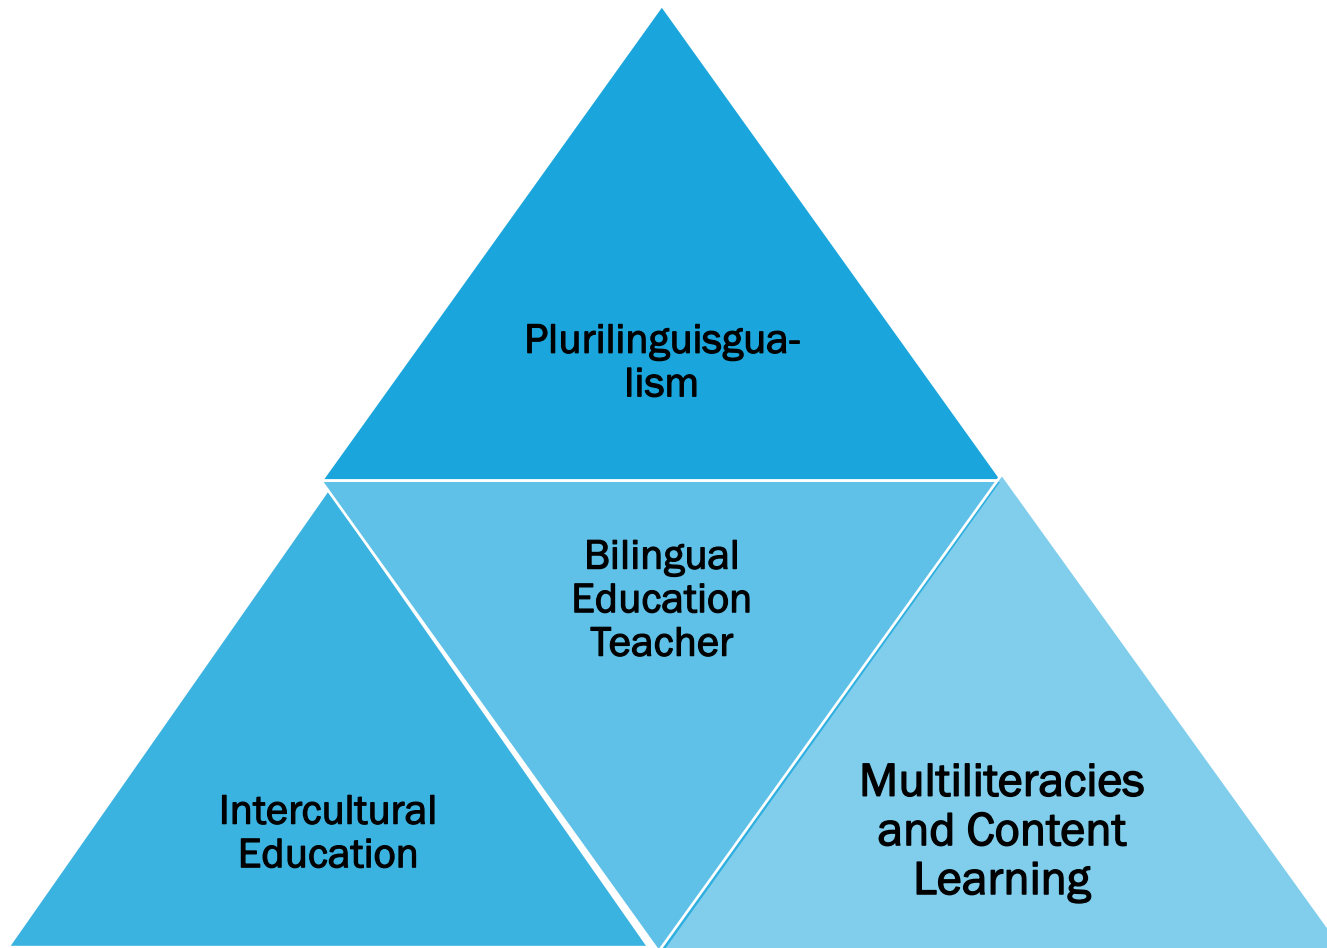 Plurilinguisgua-
lism
Bilingual
Education
Teacher
Intercultural
Education
Multiliteracies
and Content
Learning